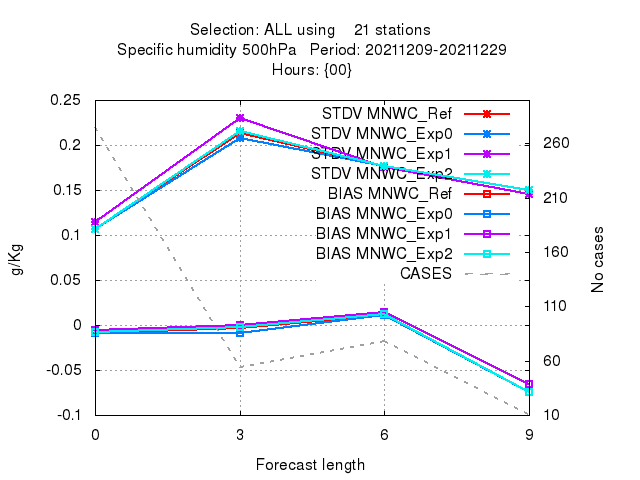 Selection: ALL using    21 stations
Specific humidity 500hPa   Period: 20211209-20211229
Hours: {00}
STDV MNWC_Ref
STDV MNWC_Exp0
STDV MNWC_Exp1
STDV MNWC_Exp2
BIAS MNWC_Ref
BIAS MNWC_Exp0
BIAS MNWC_Exp1
BIAS MNWC_Exp2
CASES
0.25
0.2
0.15
0.1
0.05
0
-0.05
-0.1
g/Kg
260
210
160
110
60
10
No cases
0 3 6 9
Forecast length